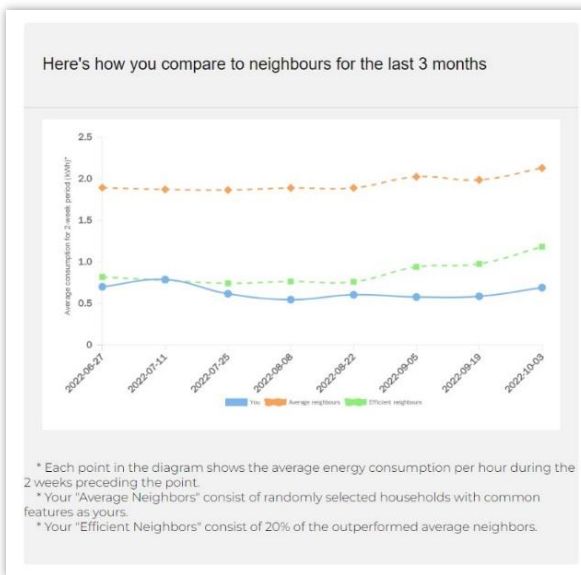 Here's how you compare to neighbours for the last 3 months
Average consumption for 2-week period (kWh)*
2.5
2.0
1.5
1.0
0.5
0
2022-06-27
2022-07-11
2022-07-25
2022-08-08
2022-08-22
2022-09-05
2022-09-19
2022-10-03
You
Average neighbours
Efficient neighbours
* Each point in the diagram shows the average energy consumption per hour during the
2 weeks preceding the point.
* Your "Average Neighbors" consist of randomly selected households with common
features as yours.
* Your "Efficient Neighbors" consist of 20% of the outperformed average neighbors.